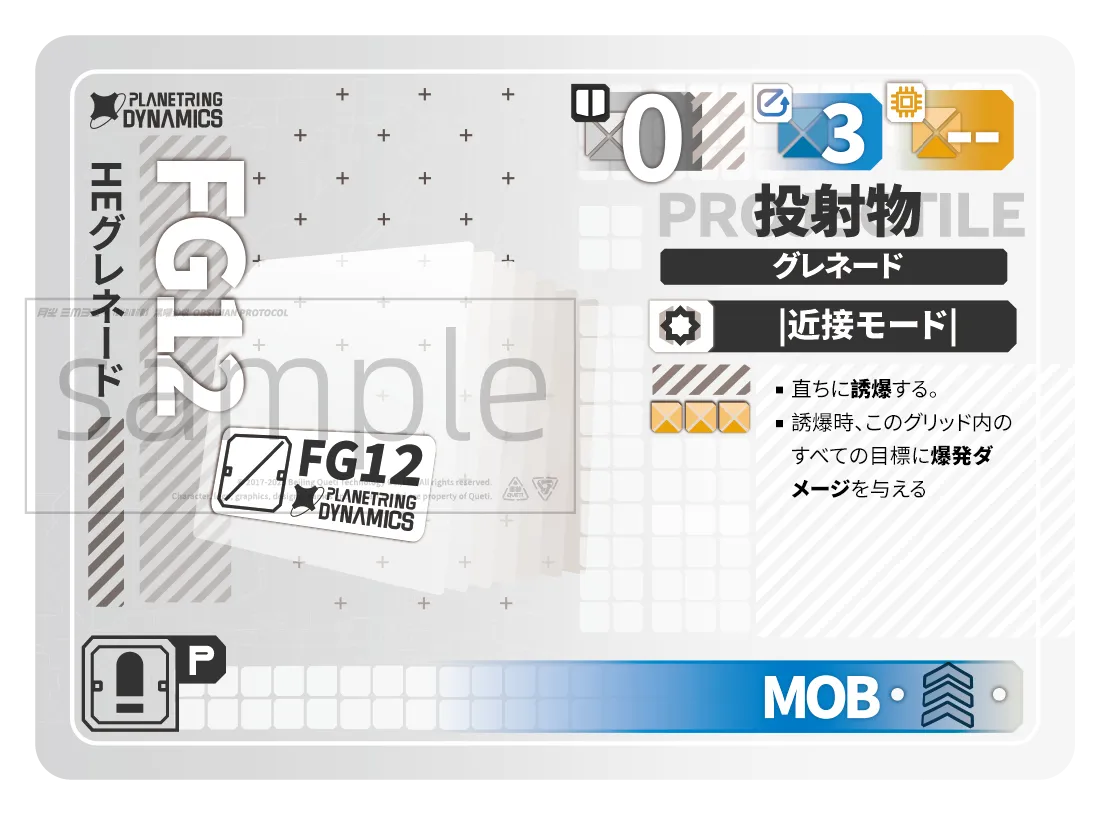 PLANETRING
DYNAMICS
HEグレネード
FG12
0
3
--
投射物
グレネード
|近接モード|
▪ 直ちに誘爆する。
▪ 誘爆時、このグリッド内の
すべての目標に爆発ダ
メージを与える
OBSIDIAN PROTOCOL
sample
FG12
PLANETRING
DYNAMICS
P
MOB